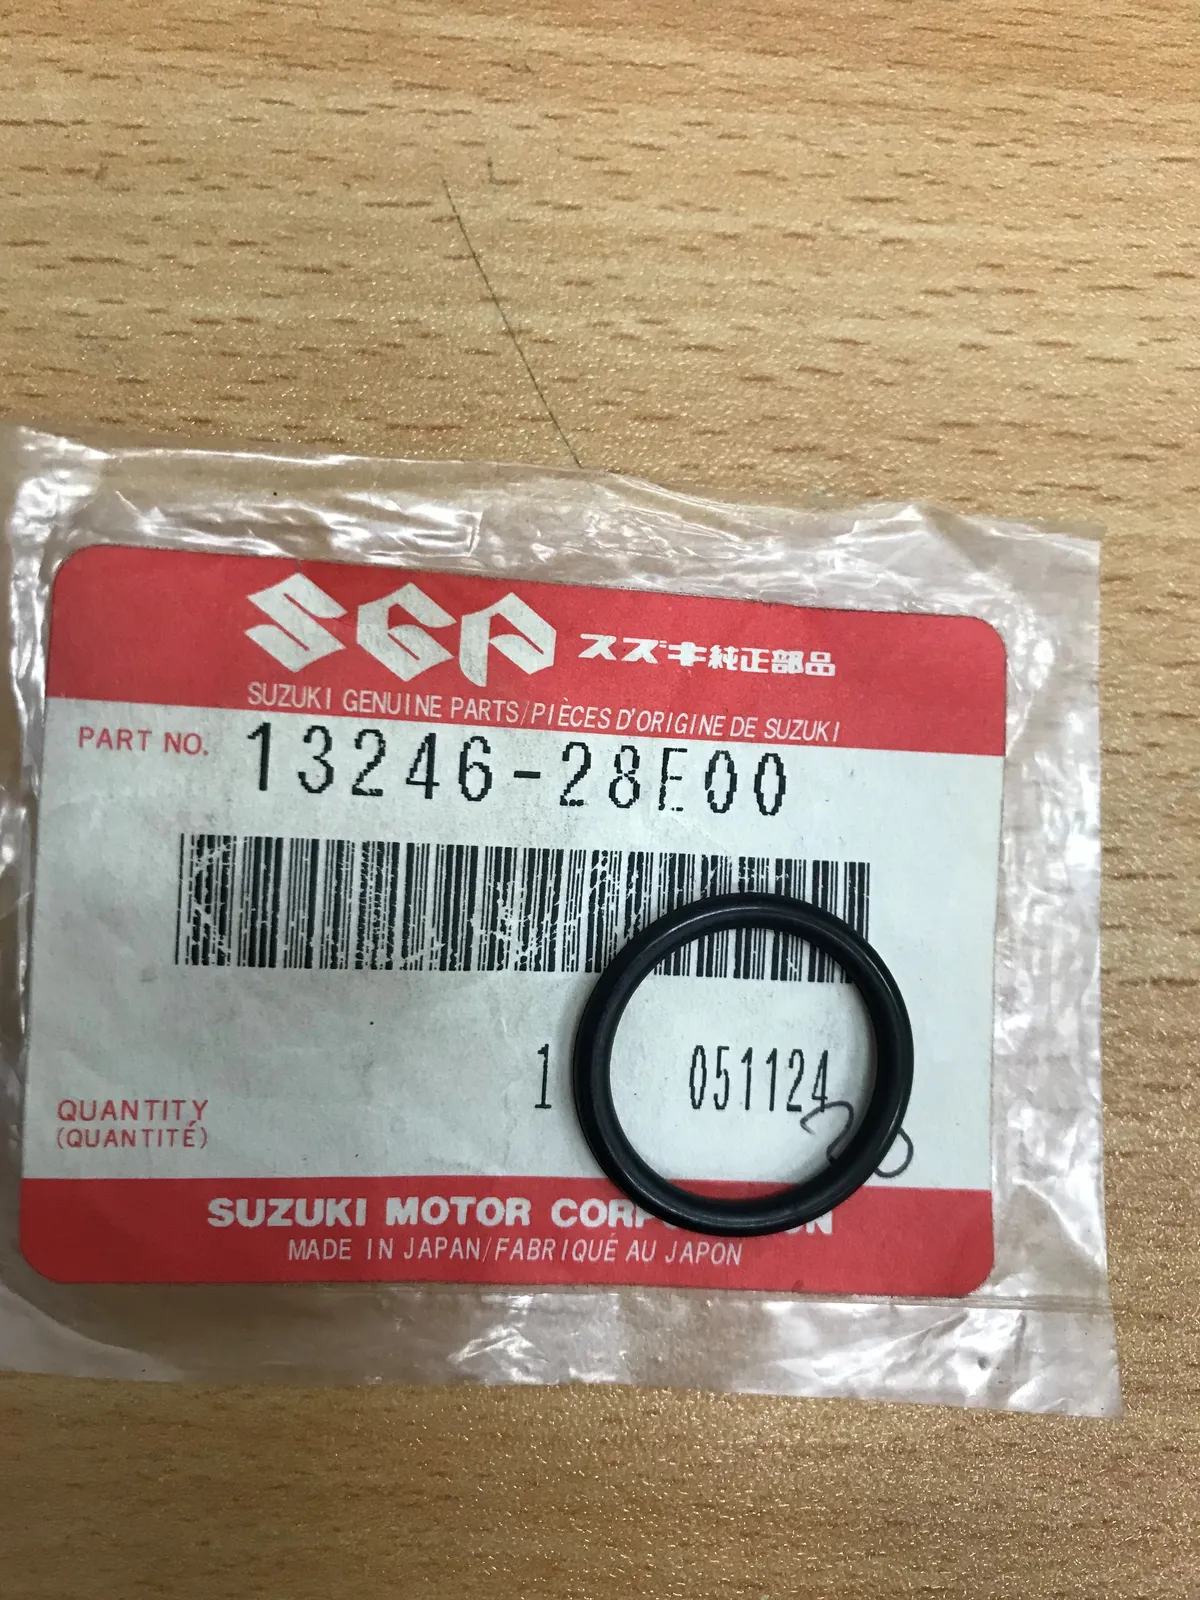 SGP スズキ純正部品
SUZUKI GENUINE PARTS/PIÈCES D'ORIGINE DE SUZUKI
PART NO. 13246-28E00
1 051124
QUANTITY
(QUANTITÉ)
SUZUKI MOTOR
MADE IN JAPAN/FABRIQUÉ AU JAPON